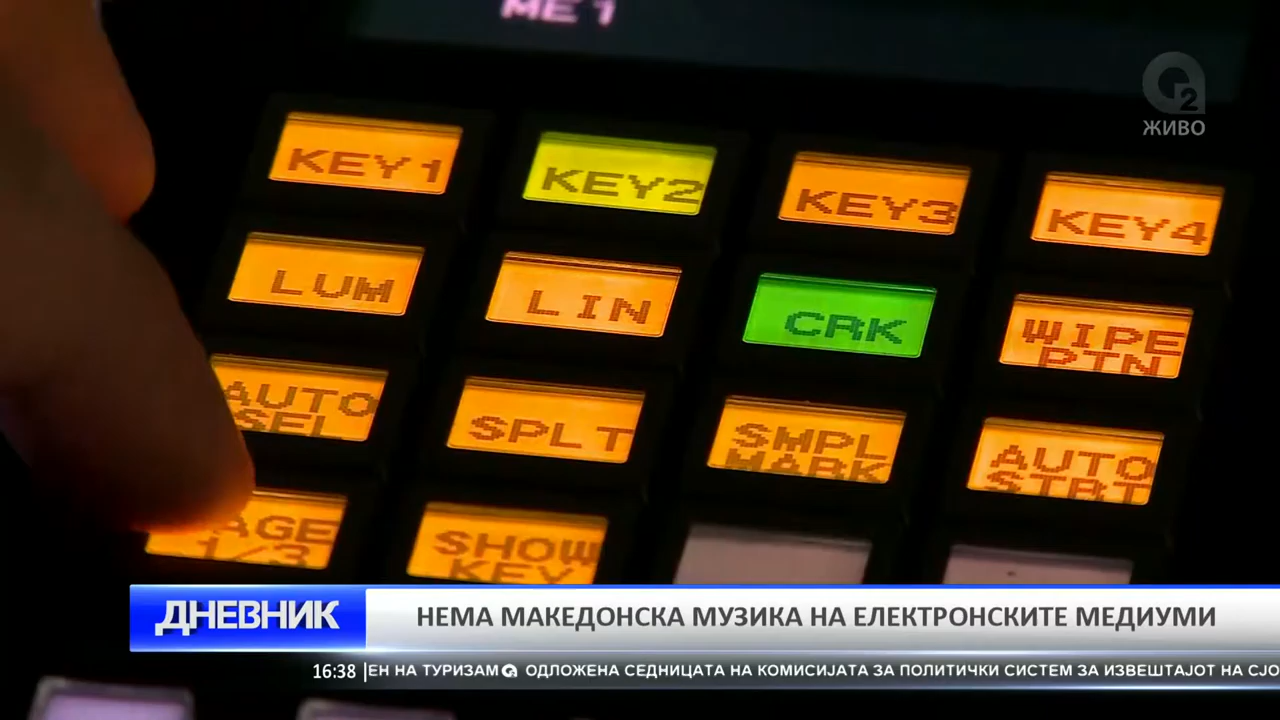 ME 1
2
ЖИВО
KEY1
KEY2
KEY3
KEY4
LUM
LIN
CRK
WIPE
PTN
AUTO
SEL
SPLT
SMPL
MARK
AUTO
STRT
AGE
1/3
SHOW
KEY
ДНЕВНИК
НЕМА МАКЕДОНСКА МУЗИКА НА ЕЛЕКТРОНСКИТЕ МЕДИУМИ
16:38
ЕН НА ТУРИЗАМ ОДЛОЖЕНА СЕДНИЦАТА НА КОМИСИЈАТА ЗА ПОЛИТИЧКИ СИСТЕМ ЗА ИЗВЕШТАЈОТ НА СЈО